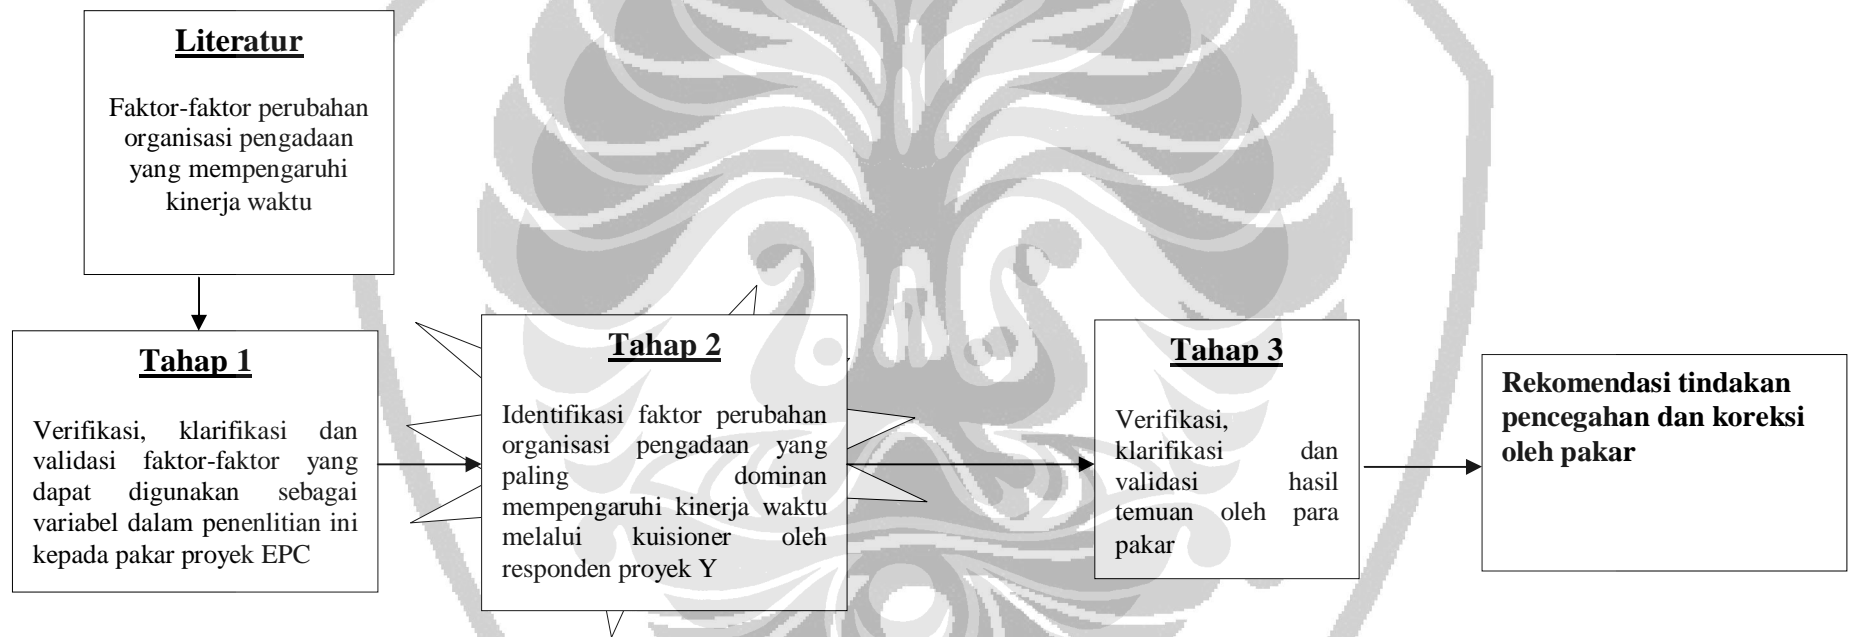 Literatur
Faktor-faktor perubahan
organisasi pengadaan
yang mempengaruhi
kinerja waktu
Tahap 1
Verifikasi, klarifikasi dan
validasi faktor-faktor yang
dapat digunakan sebagai
variabel dalam penenlitian ini
kepada pakar proyek EPC
Tahap 2
Identifikasi faktor perubahan
organisasi pengadaan yang
paling dominan
mempengaruhi kinerja waktu
melalui kuisioner oleh
responden proyek Y
Tahap 3
Verifikasi,
klarifikasi dan
validasi hasil
temuan oleh para
pakar
Rekomendasi tindakan
pencegahan dan koreksi
oleh pakar